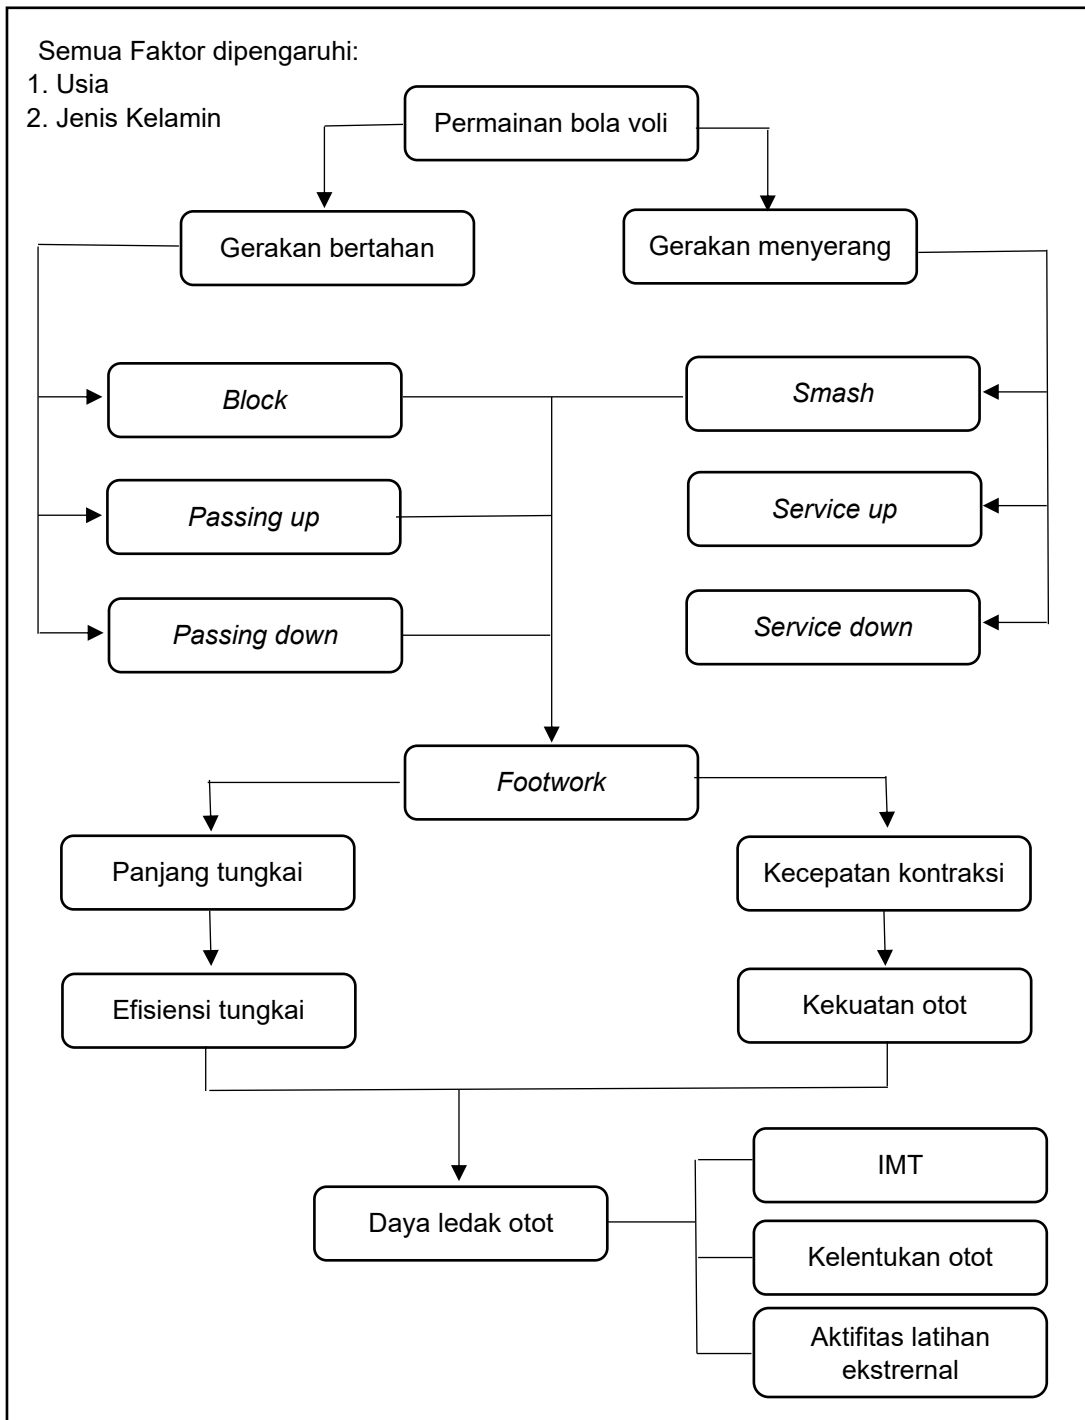 Semua Faktor dipengaruhi:
1. Usia
2. Jenis Kelamin
Permainan bola voli
Gerakan bertahan
Gerakan menyerang
Block
Smash
Passing up
Service up
Passing down
Service down
Footwork
Panjang tungkai
Kecepatan kontraksi
Efisiensi tungkai
Kekuatan otot
IMT
Daya ledak otot
Kelentukan otot
Aktifitas latihan
ekstrernal